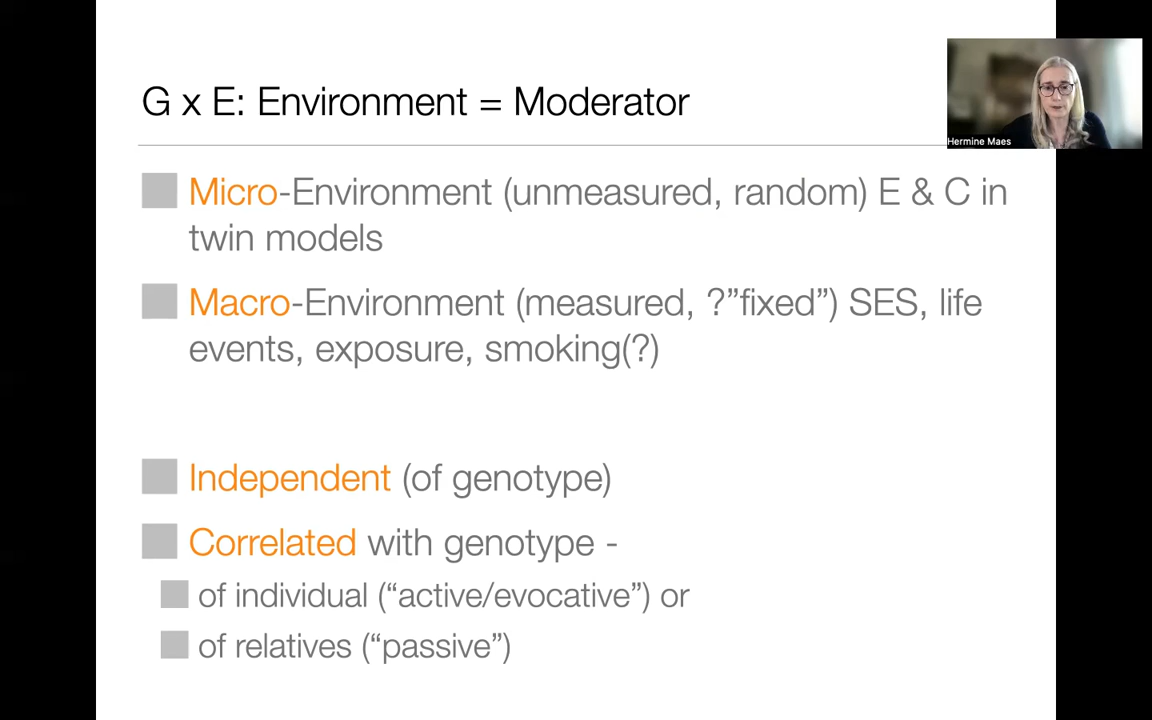 G x E: Environment = Moderator
Hermine Maes
Micro-Environment (unmeasured, random) E & C in
twin models
Macro-Environment (measured, ?”fixed”) SES, life
events, exposure, smoking(?)
Independent (of genotype)
Correlated with genotype -
of individual (“active/evocative”) or
of relatives (“passive”)